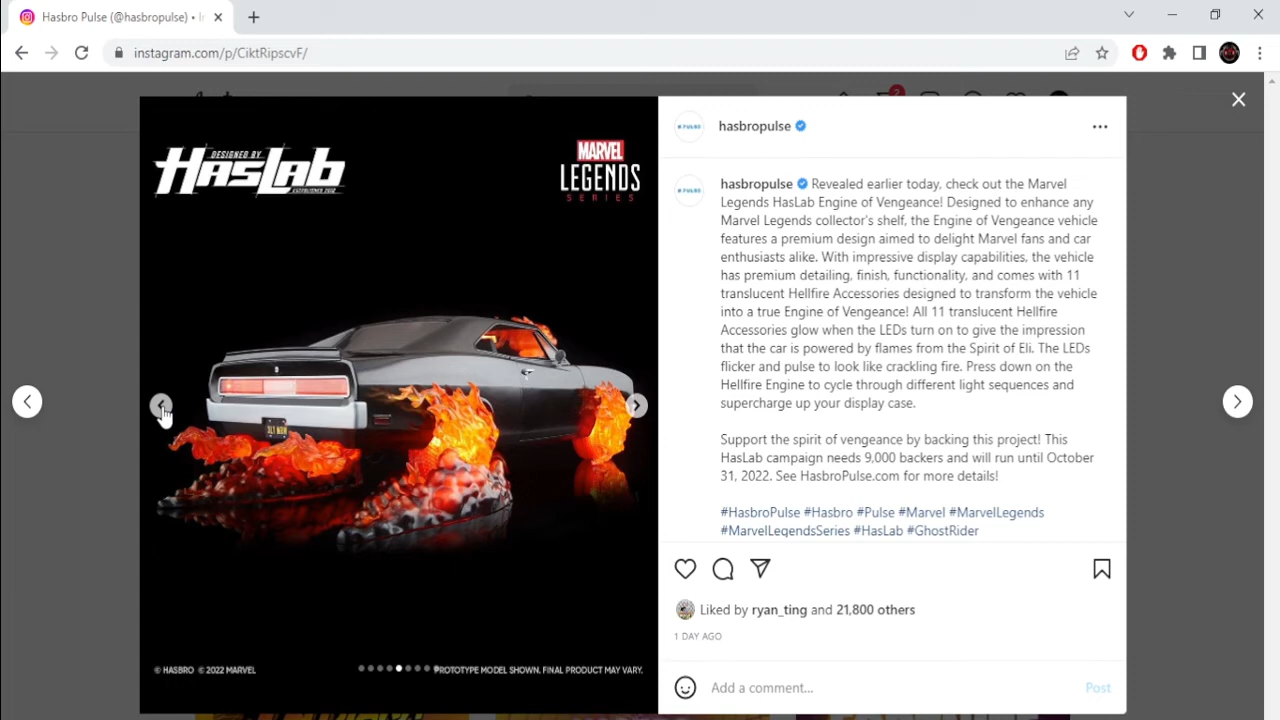 Hasbro Pulse (@hasbropulse) • I
instagram.com/p/CiktRipscvF/
2
DESIGNED BY
HasLab
MARVEL
LEGENDS
SERIES
© HASBRO © 2022 MARVEL
PROTOTYPE MODEL SHOWN. FINAL PRODUCT MAY VARY.
PULSE
hasbropulse
PULSE
hasbropulse Revealed earlier today, check out the Marvel
Legends HasLab Engine of Vengeance! Designed to enhance any
Marvel Legends collector's shelf, the Engine of Vengeance vehicle
features a premium design aimed to delight Marvel fans and car
enthusiasts alike. With impressive display capabilities, the vehicle
has premium detailing, finish, functionality, and comes with 11
translucent Hellfire Accessories designed to transform the vehicle
into a true Engine of Vengeance! All 11 translucent Hellfire
Accessories glow when the LEDs turn on to give the impression
that the car is powered by flames from the Spirit of Eli. The LEDs
flicker and pulse to look like crackling fire. Press down on the
Hellfire Engine to cycle through different light sequences and
supercharge up your display case.
Support the spirit of vengeance by backing this project! This
HasLab campaign needs 9,000 backers and will run until October
31, 2022. See HasbroPulse.com for more details!
#HasbroPulse #Hasbro #Pulse #Marvel #MarvelLegends
#MarvelLegendsSeries #HasLab #GhostRider
Liked by ryan_ting and 21,800 others
1 DAY AGO
Add a comment...
Post